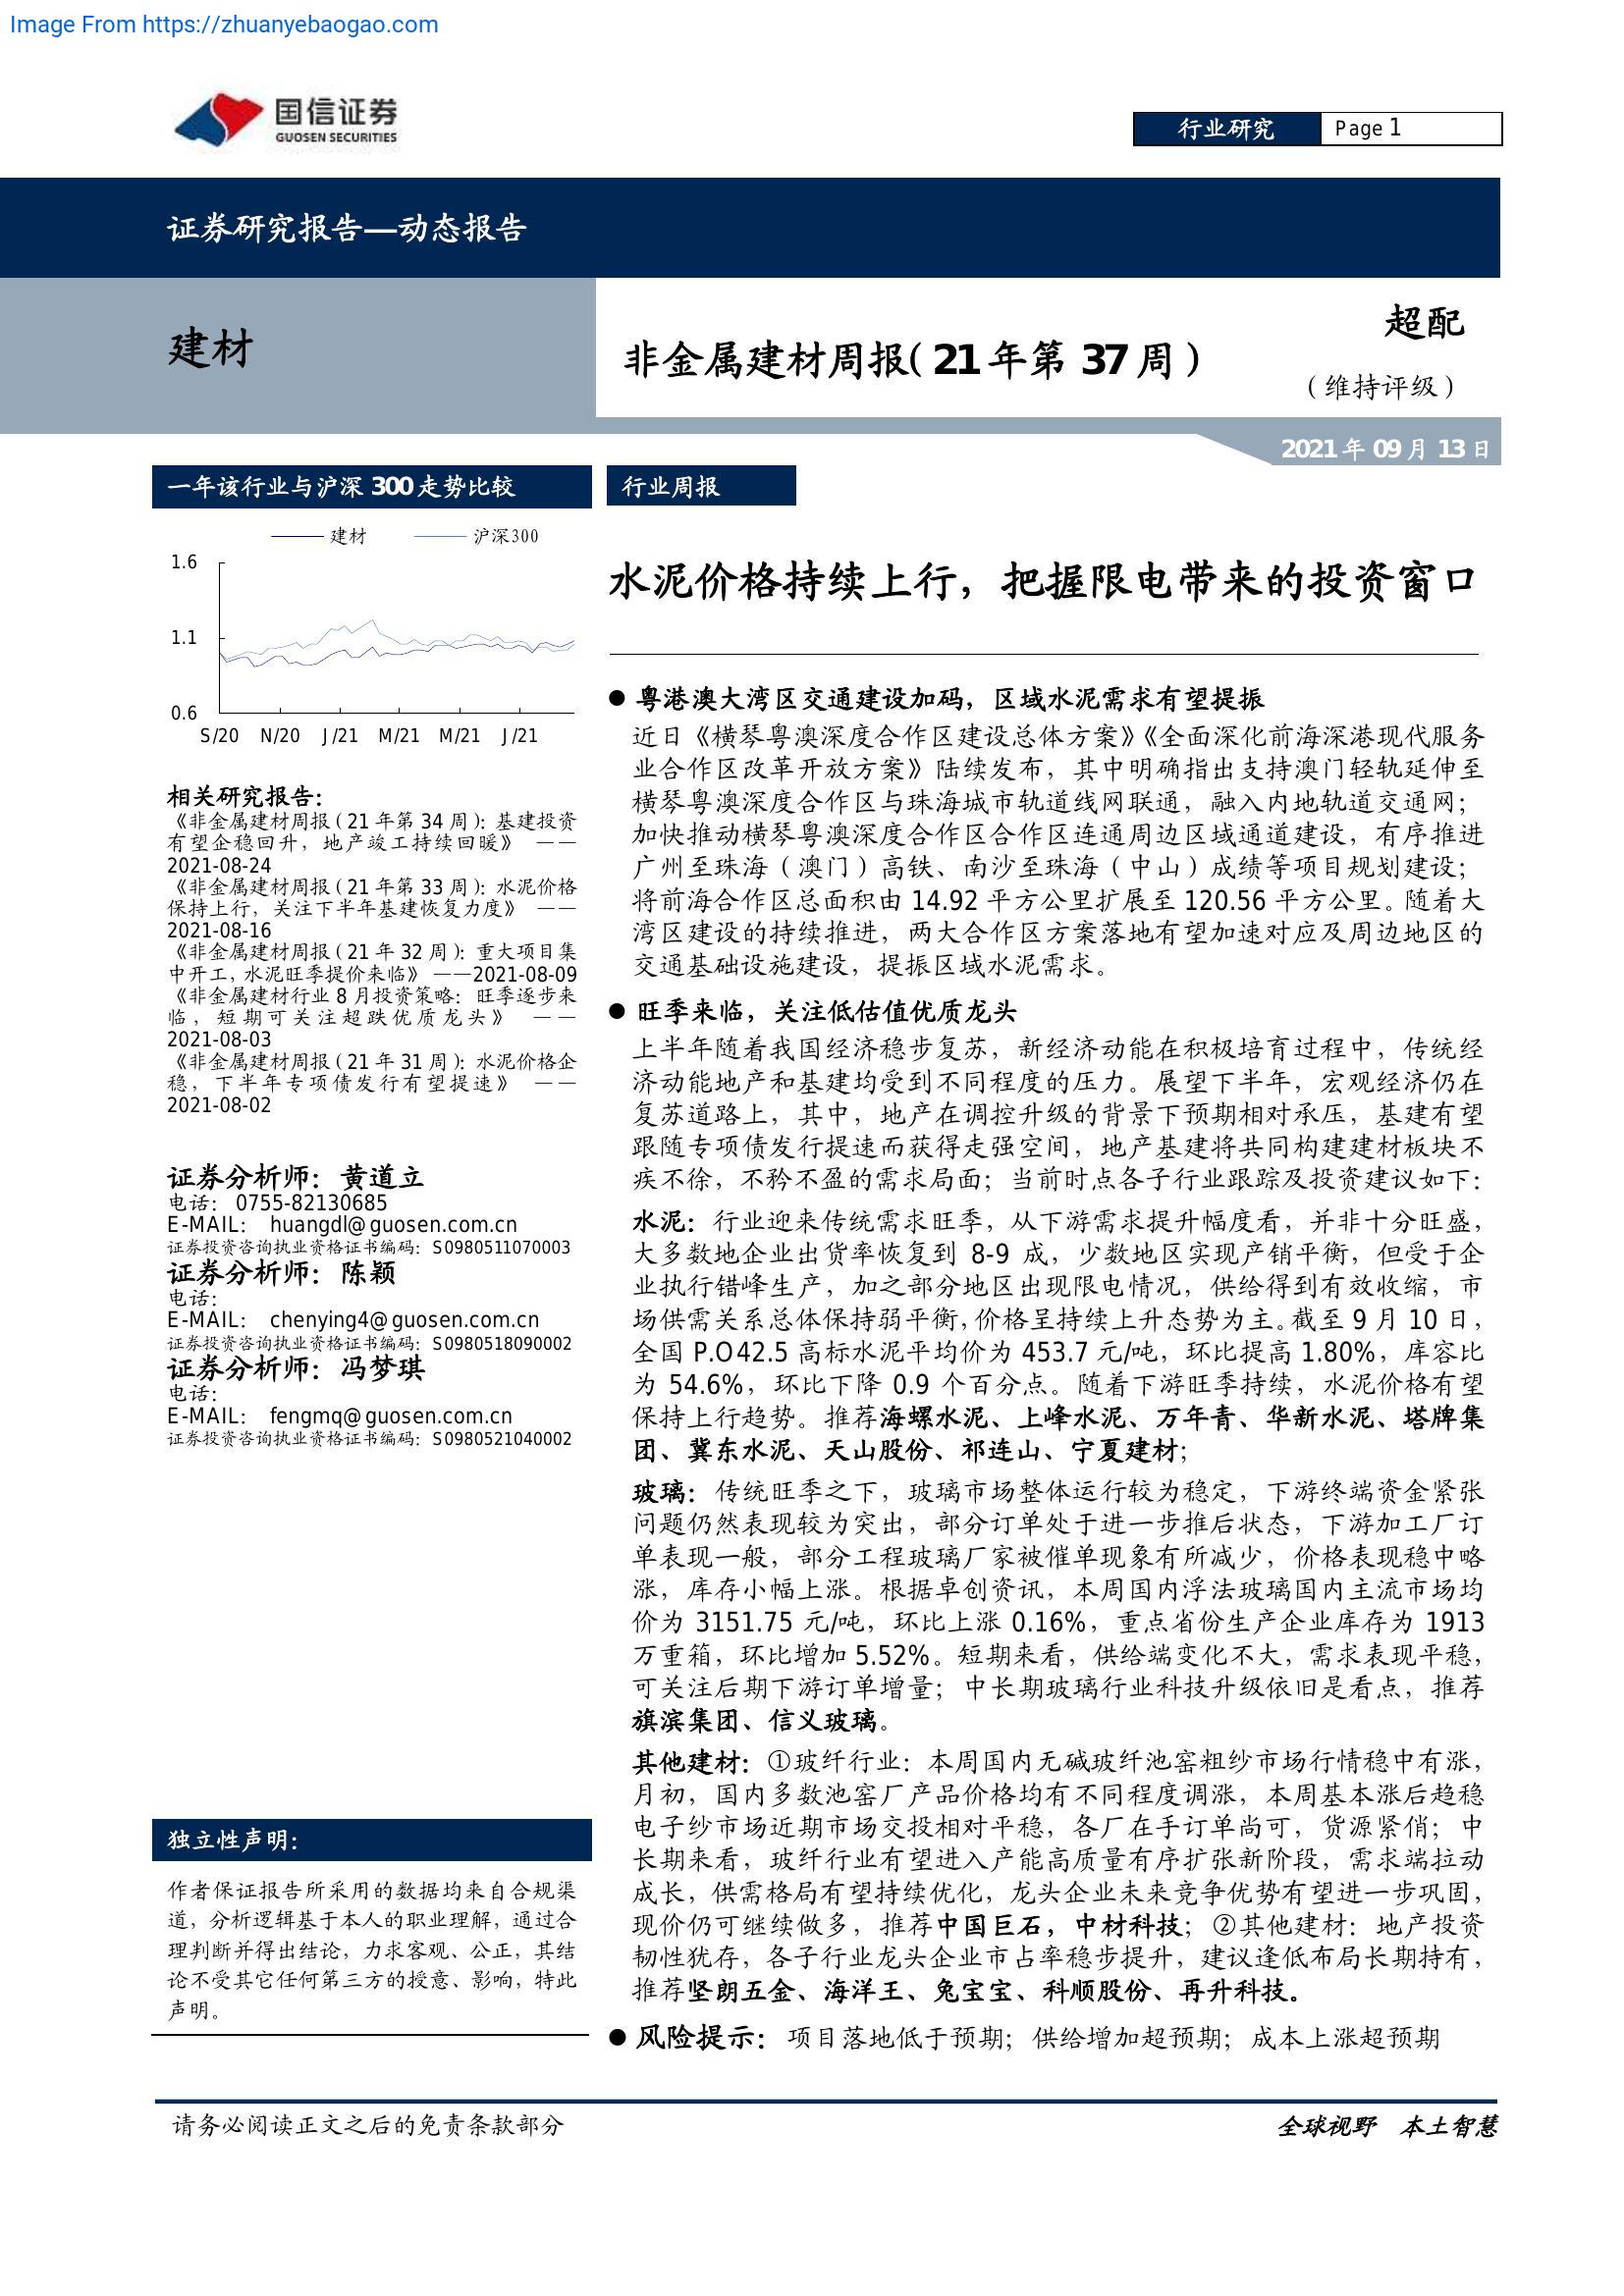 Image From https://zhuanyebaogao.com
国信证券
GUOSEN SECURITIES
行业研究
Page 1
证券研究报告—动态报告
建材
非金属建材周报(21年第 37 周)
超配
（维持评级）
2021 年 09 月 13 日
一年该行业与沪深 300 走势比较
建材 沪深300
1.6
1.1
0.6
S/20 N/20 J/21 M/21 M/21 J/21
相关研究报告：
《非金属建材周报(21 年第 34 周)：基建投资
有望企稳回升，地产竣工持续回暖》 ——
2021-08-24
《非金属建材周报(21 年第 33 周)：水泥价格
保持上行，关注下半年基建恢复力度》 ——
2021-08-16
《非金属建材周报(21 年 32 周)：重大项目集
中开工，水泥旺季提价来临》 ——2021-08-09
《非金属建材行业 8 月投资策略：旺季逐步来
临，短期可关注超跌优质龙头》 ——
2021-08-03
《非金属建材周报(21 年 31 周)：水泥价格企
稳，下半年专项债发行有望提速》 ——
2021-08-02
证券分析师：黄道立
电话： 0755-82130685
E-MAIL： huangdl@guosen.com.cn
证券投资咨询执业资格证书编码：S0980511070003
证券分析师：陈颖
电话：
E-MAIL： chenying4@guosen.com.cn
证券投资咨询执业资格证书编码：S0980518090002
证券分析师：冯梦琪
电话：
E-MAIL： fengmq@guosen.com.cn
证券投资咨询执业资格证书编码：S0980521040002
独立性声明：
作者保证报告所采用的数据均来自合规渠
道，分析逻辑基于本人的职业理解，通过合
理判断并得出结论，力求客观、公正，其结
论不受其它任何第三方的授意、影响，特此
声明。
行业周报
水泥价格持续上行，把握限电带来的投资窗口
● 粤港澳大湾区交通建设加码，区域水泥需求有望提振
近日《横琴粤澳深度合作区建设总体方案》《全面深化前海深港现代服务
业合作区改革开放方案》陆续发布，其中明确指出支持澳门轻轨延伸至
横琴粤澳深度合作区与珠海城市轨道线网联通，融入内地轨道交通网；
加快推动横琴粤澳深度合作区合作区连通周边区域通道建设，有序推进
广州至珠海（澳门）高铁、南沙至珠海（中山）成绩等项目规划建设；
将前海合作区总面积由 14.92 平方公里扩展至 120.56 平方公里。随着大
湾区建设的持续推进，两大合作区方案落地有望加速对应及周边地区的
交通基础设施建设，提振区域水泥需求。
● 旺季来临，关注低估值优质龙头
上半年随着我国经济稳步复苏，新经济动能在积极培育过程中，传统经
济动能地产和基建均受到不同程度的压力。展望下半年，宏观经济仍在
复苏道路上，其中，地产在调控升级的背景下预期相对承压，基建有望
跟随专项债发行提速而获得走强空间，地产基建将共同构建建材板块不
疾不徐，不矜不盈的需求局面；当前时点各子行业跟踪及投资建议如下：
水泥：行业迎来传统需求旺季，从下游需求提升幅度看，并非十分旺盛，
大多数地企业出货率恢复到 8-9 成，少数地区实现产销平衡，但受于企
业执行错峰生产，加之部分地区出现限电情况，供给得到有效收缩，市
场供需关系总体保持弱平衡，价格呈持续上升态势为主。截至 9 月 10 日，
全国 P.O42.5 高标水泥平均价为 453.7 元/吨，环比提高 1.80%，库容比
为 54.6%，环比下降 0.9 个百分点。随着下游旺季持续，水泥价格有望
保持上行趋势。推荐海螺水泥、上峰水泥、万年青、华新水泥、塔牌集
团、冀东水泥、天山股份、祁连山、宁夏建材；
玻璃：传统旺季之下，玻璃市场整体运行较为稳定，下游终端资金紧张
问题仍然表现较为突出，部分订单处于进一步推后状态，下游加工厂订
单表现一般，部分工程玻璃厂家被催单现象有所减少，价格表现稳中略
涨，库存小幅上涨。根据卓创资讯，本周国内浮法玻璃国内主流市场均
价为 3151.75 元/吨，环比上涨 0.16%，重点省份生产企业库存为 1913
万重箱，环比增加 5.52%。短期来看，供给端变化不大，需求表现平稳，
可关注后期下游订单增量；中长期玻璃行业科技升级依旧是看点，推荐
旗滨集团、信义玻璃。
其他建材：①玻纤行业：本周国内无碱玻纤池窑粗纱市场行情稳中有涨，
月初，国内多数池窑厂产品价格均有不同程度调涨，本周基本涨后趋稳
电子纱市场近期市场交投相对平稳，各厂在手订单尚可，货源紧俏；中
长期来看，玻纤行业有望进入产能高质量有序扩张新阶段，需求端拉动
成长，供需格局有望持续优化，龙头企业未来竞争优势有望进一步巩固，
现价仍可继续做多，推荐中国巨石，中材科技；②其他建材：地产投资
韧性犹存，各子行业龙头企业市占率稳步提升，建议逢低布局长期持有，
推荐坚朗五金、海洋王、兔宝宝、科顺股份、再升科技。
● 风险提示：项目落地低于预期；供给增加超预期；成本上涨超预期
请务必阅读正文之后的免责条款部分
全球视野 本土智慧